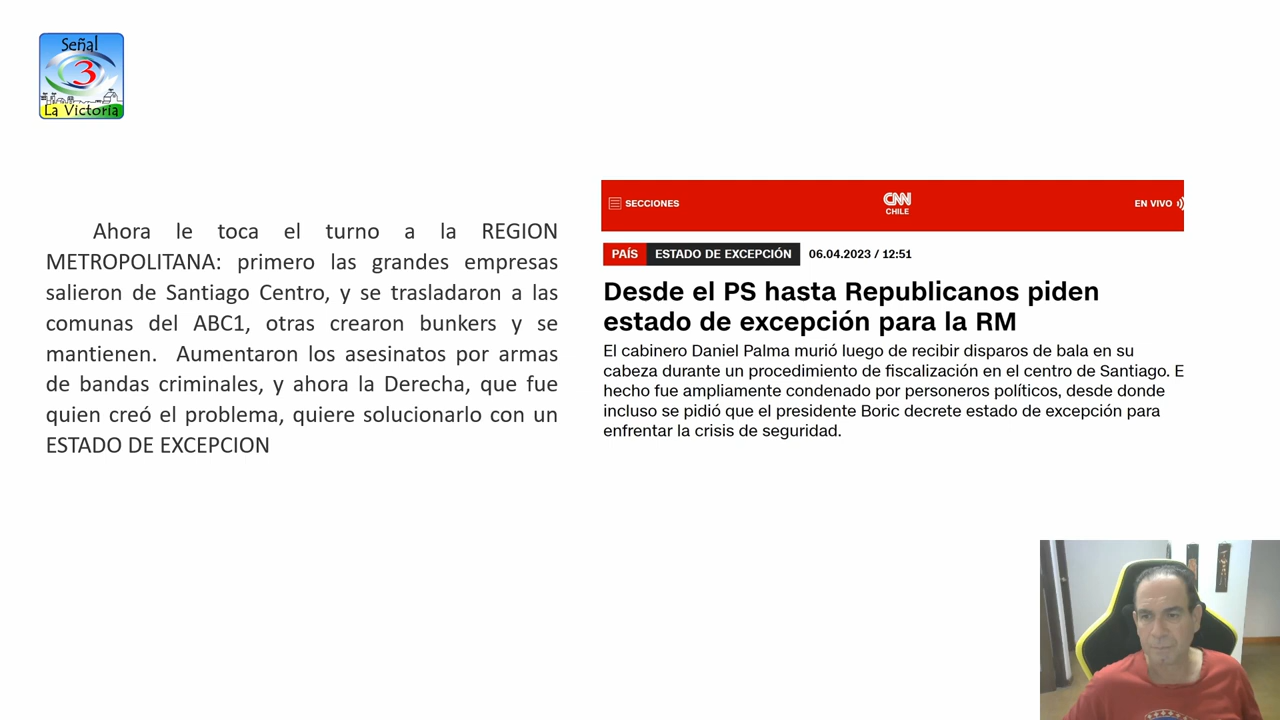 Señal
3
La Victoria
Ahora le toca el turno a la REGION
METROPOLITANA: primero las grandes empresas
salieron de Santiago Centro, y se trasladaron a las
comunas del ABC1, otras crearon bunkers y se
mantienen. Aumentaron los asesinatos por armas
de bandas criminales, y ahora la Derecha, que fue
quien creó el problema, quiere solucionarlo con un
ESTADO DE EXCEPCION
SECCIONES
CNN
CHILE
EN VIVO
PAÍS ESTADO DE EXCEPCIÓN 06.04.2023 / 12:51
Desde el PS hasta Republicanos piden
estado de excepción para la RM
El cabinero Daniel Palma murió luego de recibir disparos de bala en su
cabeza durante un procedimiento de fiscalización en el centro de Santiago. E
hecho fue ampliamente condenado por personeros políticos, desde donde
incluso se pidió que el presidente Boric decrete estado de excepción para
enfrentar la crisis de seguridad.